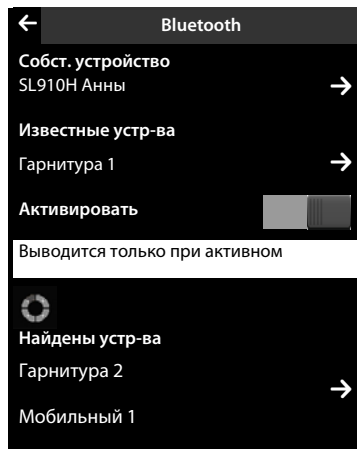 Bluetooth
Собст. устройство
SL910H Анны
Известные устр-ва
Гарнитура 1
Активировать
Выводится только при активном
Найдены устр-ва
Гарнитура 2
Мобильный 1